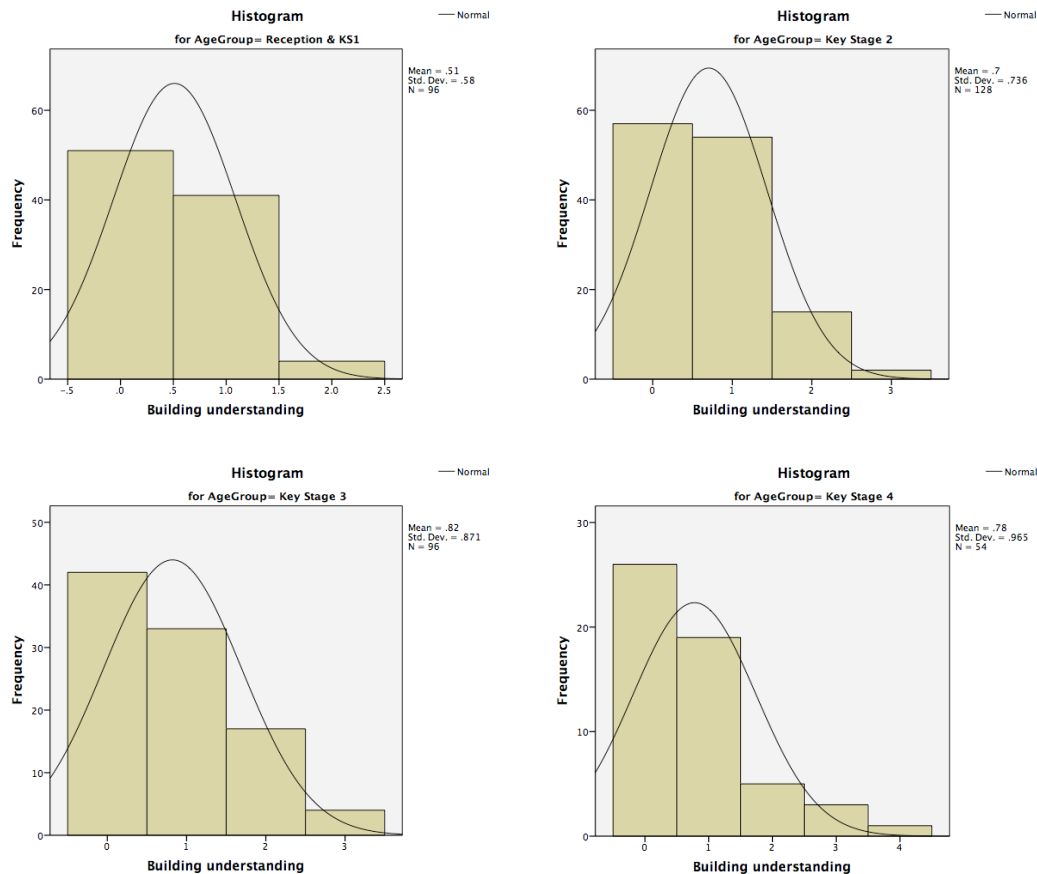 Histogram
Normal
for AgeGroup= Reception & KS1
Mean = .51
Std. Dev. = .58
N = 96
60
40
20
0
Frequency
-.5 .0 .5 1.0 1.5 2.0 2.5
Building understanding
Histogram
Normal
for AgeGroup= Key Stage 2
Mean = .7
Std. Dev. = .736
N = 128
60
40
20
0
Frequency
0 1 2 3
Building understanding
Histogram
Normal
for AgeGroup= Key Stage 3
Mean = .82
Std. Dev. = .871
N = 96
50
40
30
20
10
0
Frequency
0 1 2 3
Building understanding
Histogram
Normal
for AgeGroup= Key Stage 4
Mean = .78
Std. Dev. = .965
N = 54
30
20
10
0
Frequency
0 1 2 3 4
Building understanding